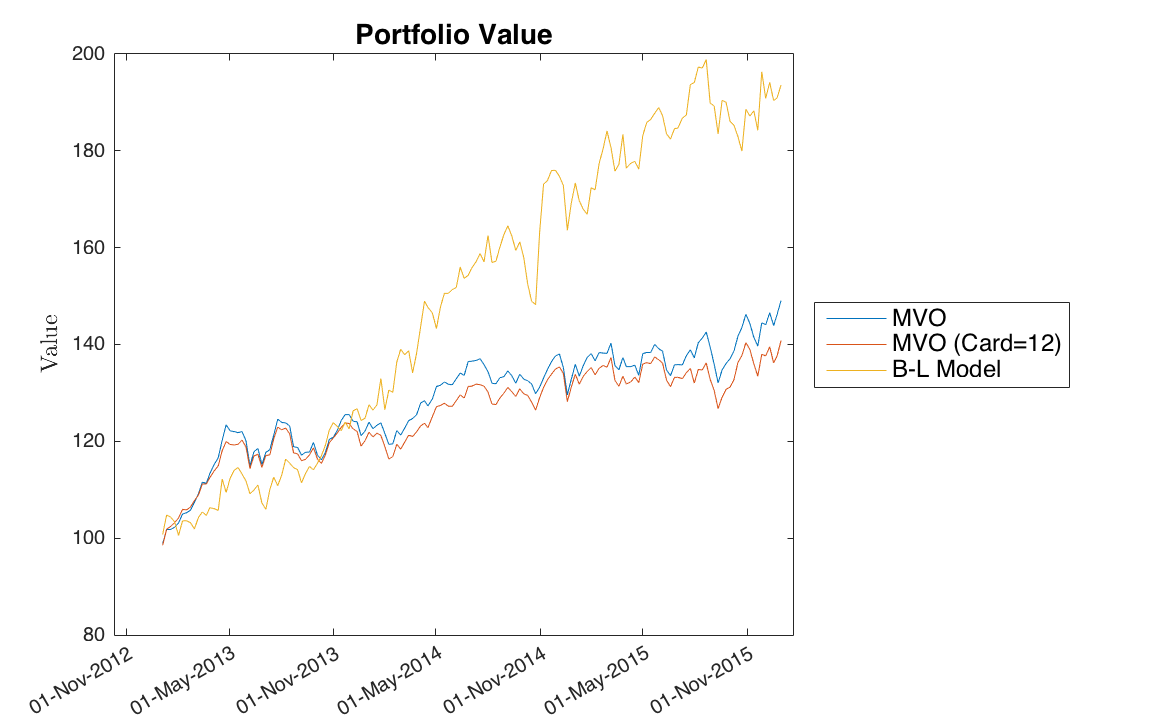 Portfolio Value
200
180
160
140
120
100
80
Value
01-Nov-2012
01-May-2013
01-Nov-2013
01-May-2014
01-Nov-2014
01-May-2015
01-Nov-2015
MVO
MVO (Card=12)
B-L Model